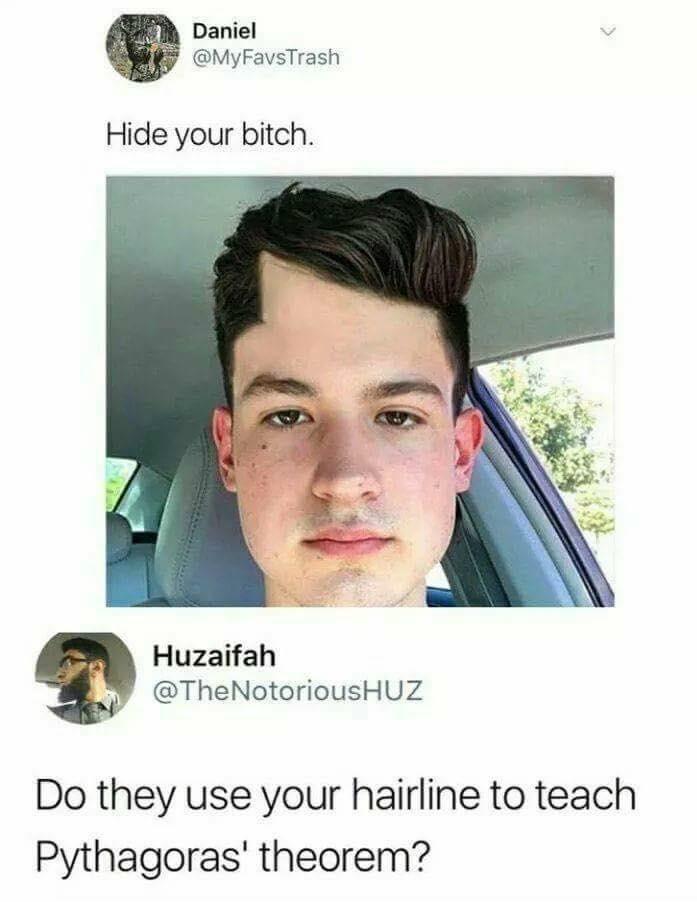 Daniel
@MyFavsTrash
Hide your bitch.
Huzaifah
@TheNotoriousHUZ
Do they use your hairline to teach
Pythagoras' theorem?